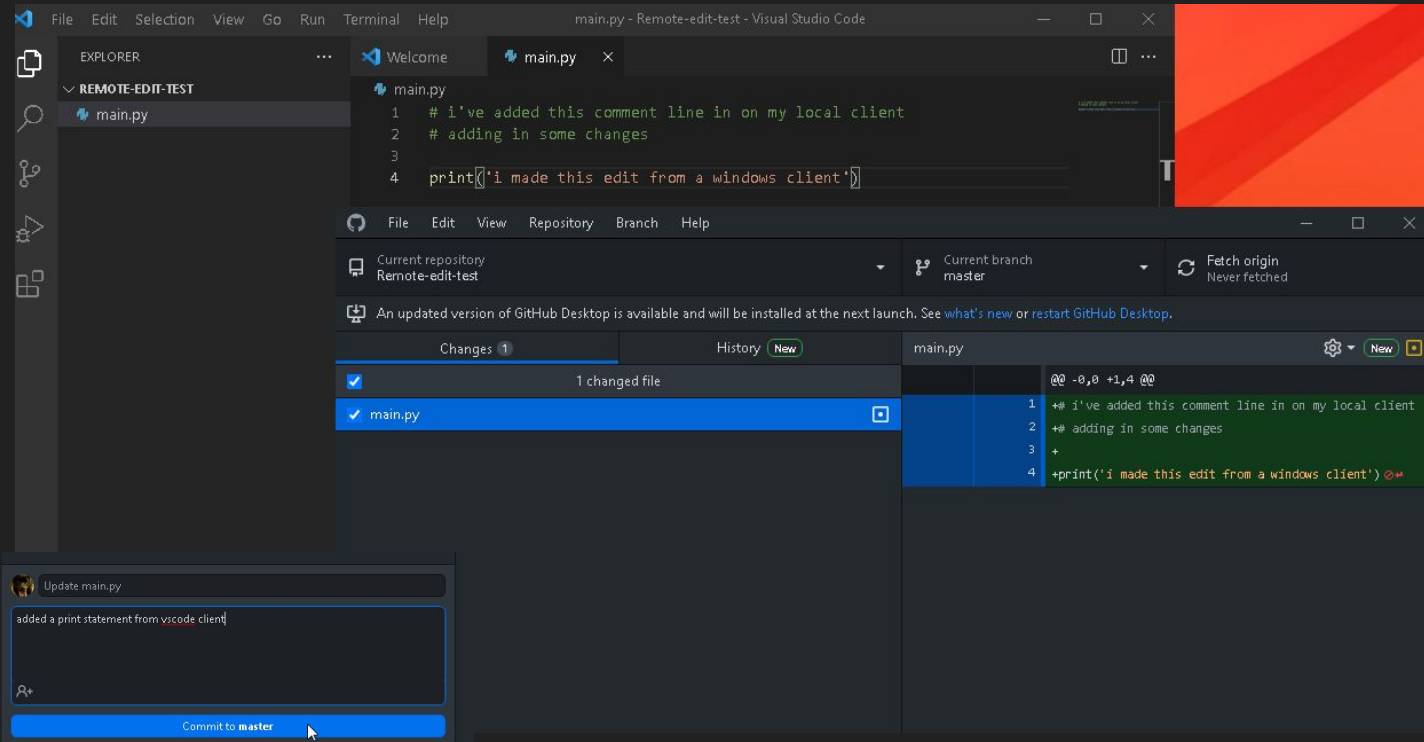 File Edit Selection View Go Run Terminal Help main.py - Remote-edit-test - Visual Studio Code
EXPLORER
Welcome main.py
REMOTE-EDIT-TEST
main.py
main.py
1 # i've added this comment line in on my local client
2 # adding in some changes
3
4 print('i made this edit from a windows client')
T
File Edit View Repository Branch Help
Current repository
Remote-edit-test
Current branch
master
Fetch origin
Never fetched
An updated version of GitHub Desktop is available and will be installed at the next launch. See what's new or restart GitHub Desktop.
Changes 1 History New
main.py New
1 changed file
main.py
@@ -0,0 +1,4 @@
1 +# i've added this comment line in on my local client
2 +# adding in some changes
3 +
4 +print('i made this edit from a windows client')
Update main.py
added a print statement from vscode client
Commit to master